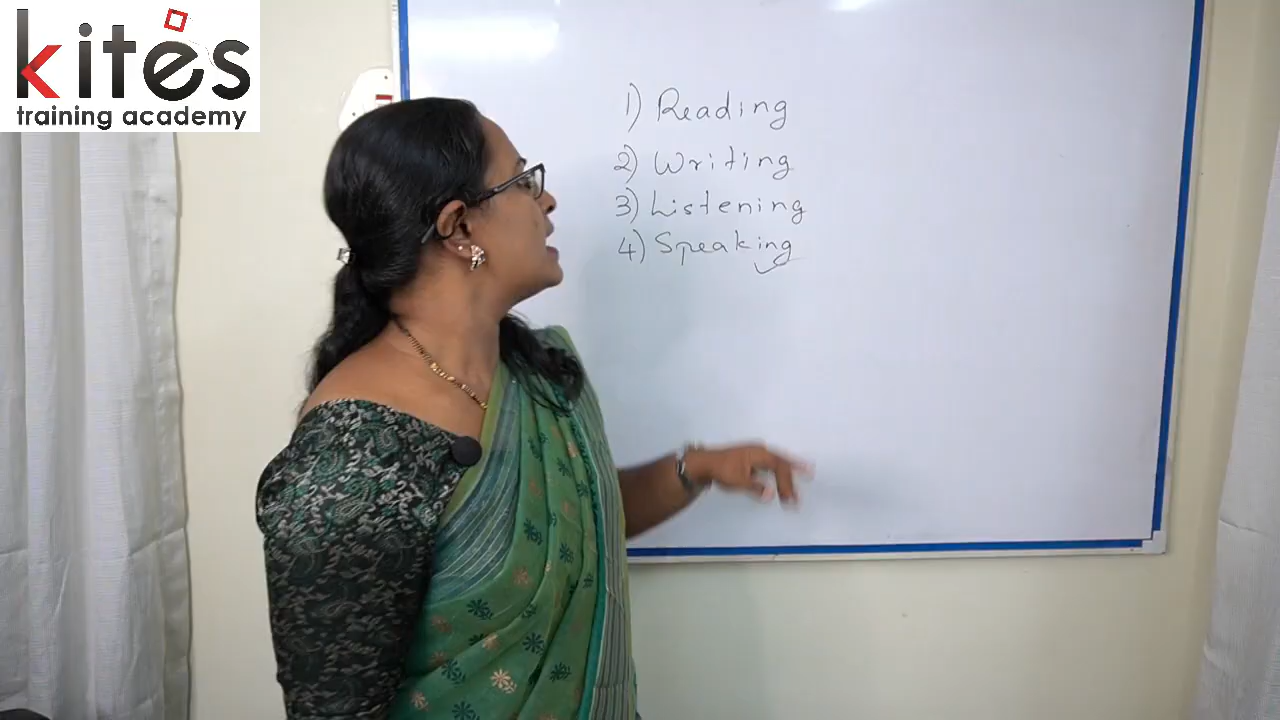 kites
training academy
1) Reading
2) Writing
3) Listening
4) Speaking